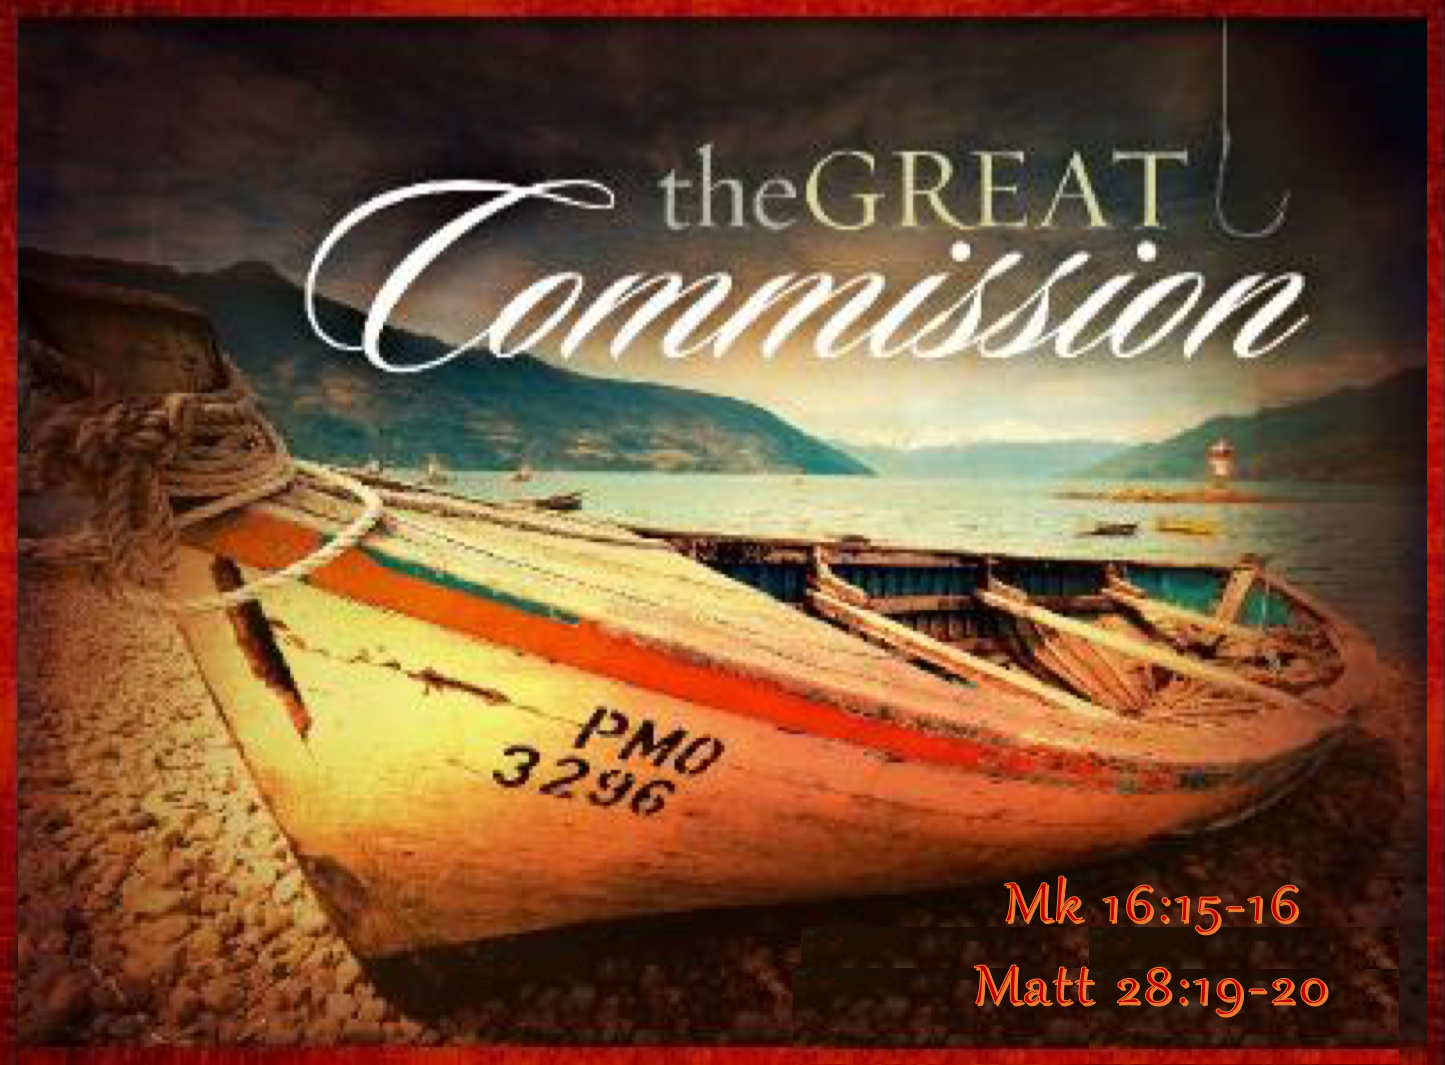 theGREAT
Commission
PMO
3296
Mk 16:15-16
Matt 28:19-20